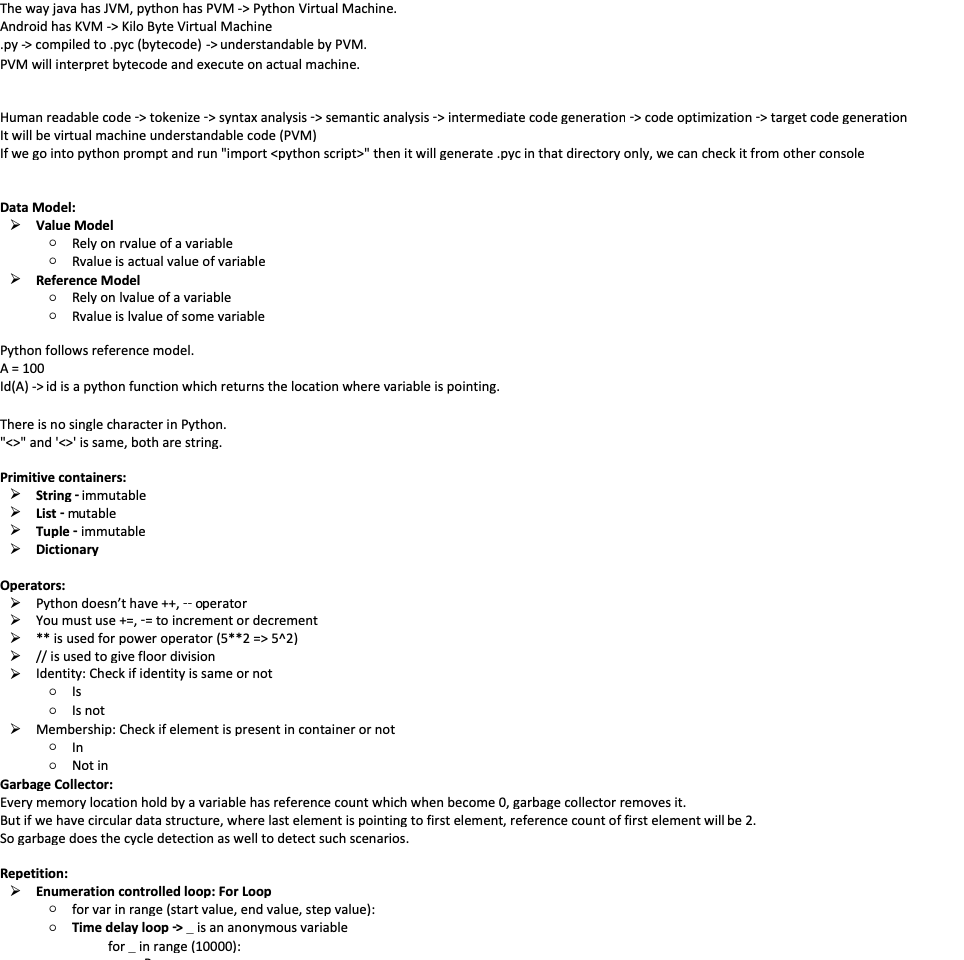 The way java has JVM, python has PVM -> Python Virtual Machine.
Android has KVM -> Kilo Byte Virtual Machine
.py -> compiled to .pyc (bytecode) -> understandable by PVM.
PVM will interpret bytecode and execute on actual machine.
Human readable code -> tokenize -> syntax analysis -> semantic analysis -> intermediate code generation -> code optimization -> target code generation
It will be virtual machine understandable code (PVM)
If we go into python prompt and run "import <python script>" then it will generate .pyc in that directory only, we can check it from other console
Data Model:
➢ Value Model
o Rely on rvalue of a variable
o Rvalue is actual value of variable
➢ Reference Model
o Rely on lvalue of a variable
o Rvalue is lvalue of some variable
Python follows reference model.
A = 100
Id(A) -> id is a python function which returns the location where variable is pointing.
There is no single character in Python.
"<>" and '<>' is same, both are string.
Primitive containers:
➢ String - immutable
➢ List - mutable
➢ Tuple - immutable
➢ Dictionary
Operators:
➢ Python doesn't have ++, -- operator
➢ You must use +=, -= to increment or decrement
➢ ** is used for power operator (5**2 => 5^2)
➢ // is used to give floor division
➢ Identity: Check if identity is same or not
o Is
o Is not
➢ Membership: Check if element is present in container or not
o In
o Not in
Garbage Collector:
Every memory location hold by a variable has reference count which when become 0, garbage collector removes it.
But if we have circular data structure, where last element is pointing to first element, reference count of first element will be 2.
So garbage does the cycle detection as well to detect such scenarios.
Repetition:
➢ Enumeration controlled loop: For Loop
o for var in range (start value, end value, step value):
o Time delay loop -> _ is an anonymous variable
for _ in range (10000):